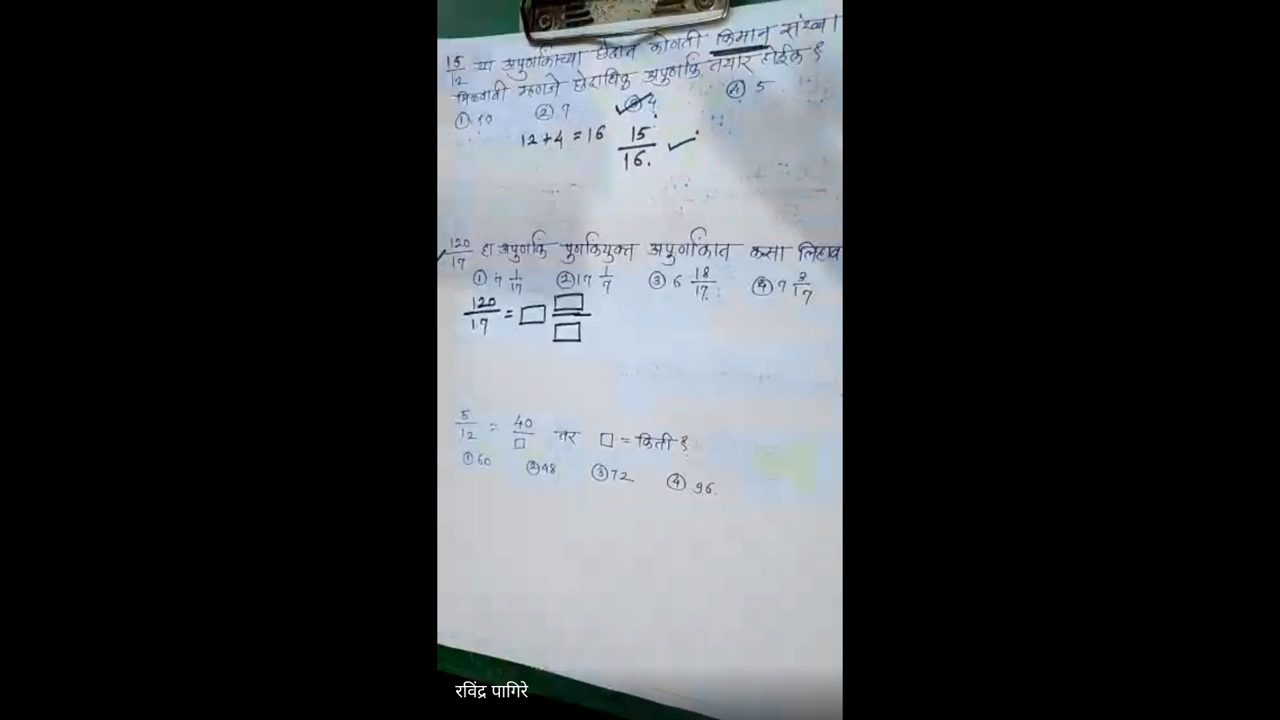 15/12 या अपुर्णांकाच्या छेदात कोणती किमान संख्या
मिळवावी म्हणजे छेदाधिक अपुर्णांक तयार होईल ?
① 10 ② 7 ③ 4 ④ 5
12+4=16 15/16.
120/17 हा अपुर्णांक पुर्णांकयुक्त अपुर्णांकात कसा लिहाव
① 7 1/17 ② 17 1/7 ③ 6 18/17 ④ 7 3/17
120/17 = □ □/□
5/12 = 40/□ तर □ = किती ?
① 60 ② 48 ③ 72 ④ 96.
रविंद्र पागिरे